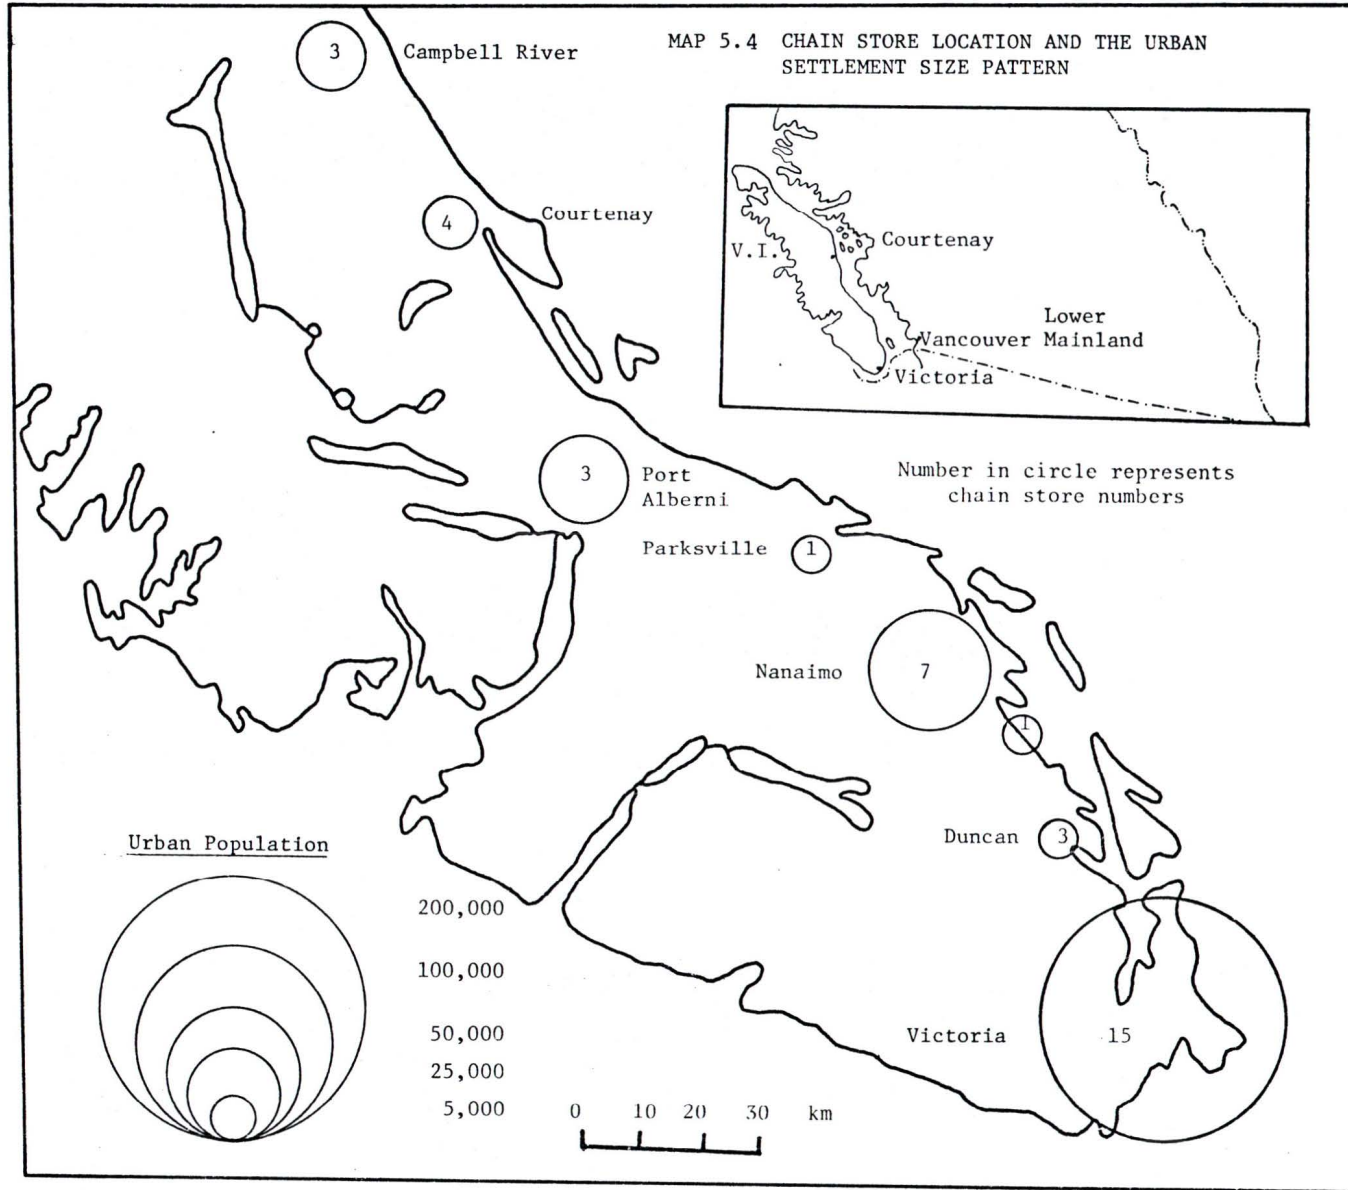 MAP 5.4 CHAIN STORE LOCATION AND THE URBAN
SETTLEMENT SIZE PATTERN
3
Campbell River
4
Courtenay
V.I.
Courtenay
Lower
Vancouver Mainland
Victoria
Number in circle represents
chain store numbers
3
Port
Alberni
Parksville
1
Nanaimo
7
1
Duncan
3
Victoria
15
Urban Population
200,000
100,000
50,000
25,000
5,000
0 10 20 30 km